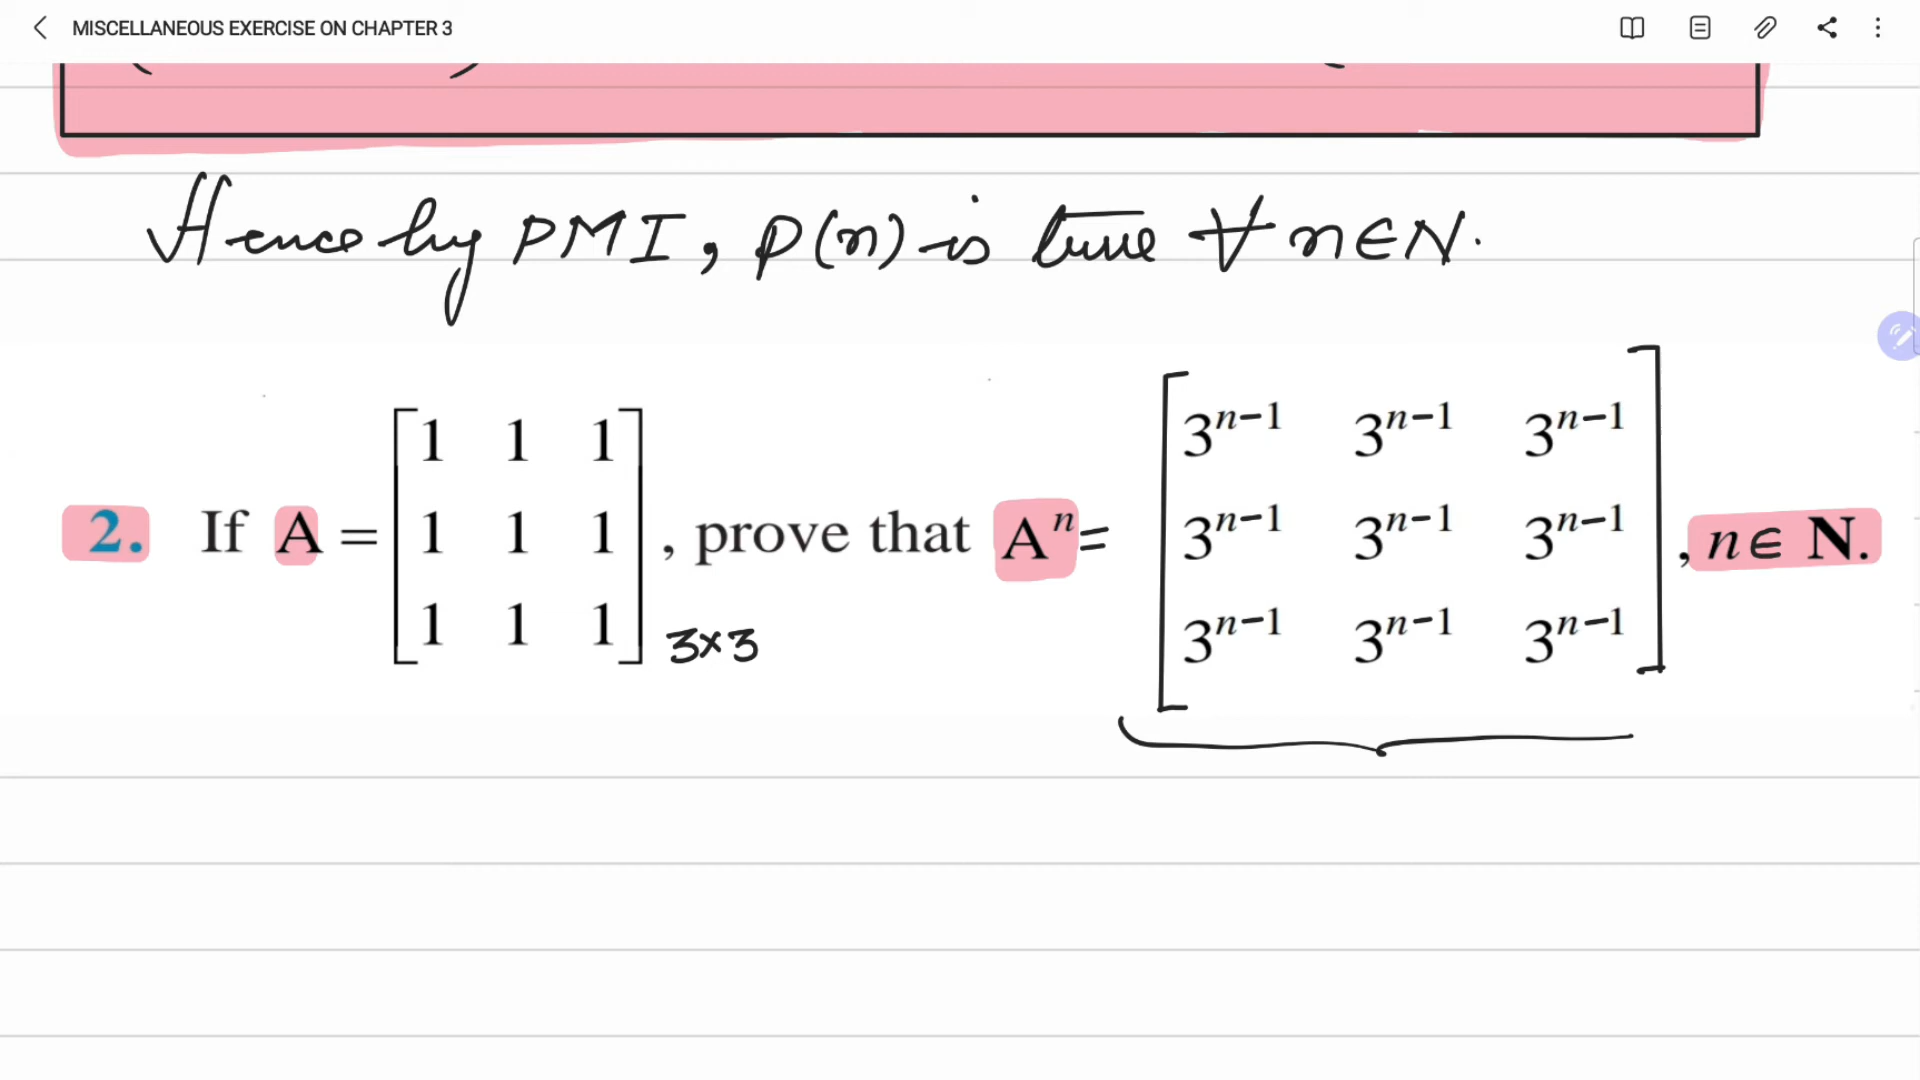 MISCELLANEOUS EXERCISE ON CHAPTER 3
Hence by PMI, P(n) is true ∀ n∈N.
2. If A = [1 1 1
1 1 1
1 1 1]3×3, prove that Aⁿ = [3ⁿ⁻¹ 3ⁿ⁻¹ 3ⁿ⁻¹
3ⁿ⁻¹ 3ⁿ⁻¹ 3ⁿ⁻¹
3ⁿ⁻¹ 3ⁿ⁻¹ 3ⁿ⁻¹], n∈ N.